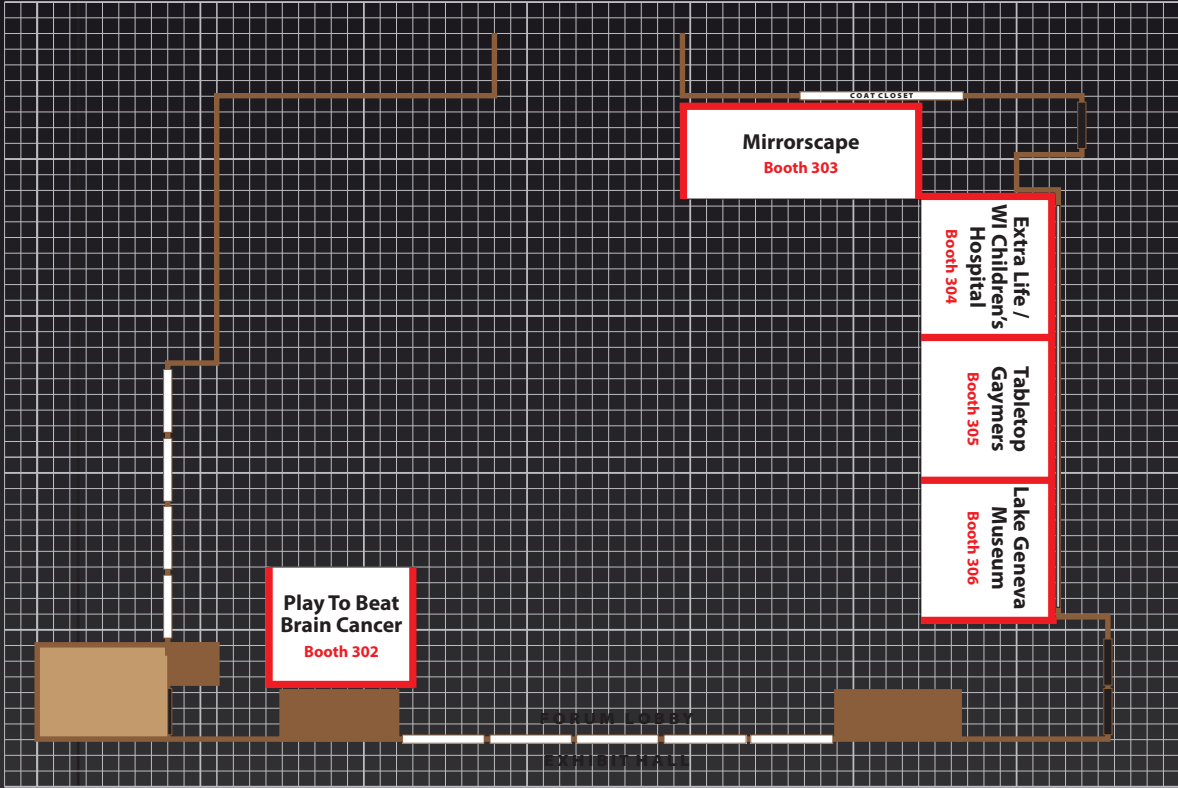 COAT CLOSET
Mirrorscape
Booth 303
Extra Life /
WI Children's
Hospital
Booth 304
Tabletop
Gaymers
Booth 305
Lake Geneva
Museum
Booth 306
Play To Beat
Brain Cancer
Booth 302
FORUM LOBBY
EXHIBIT HALL